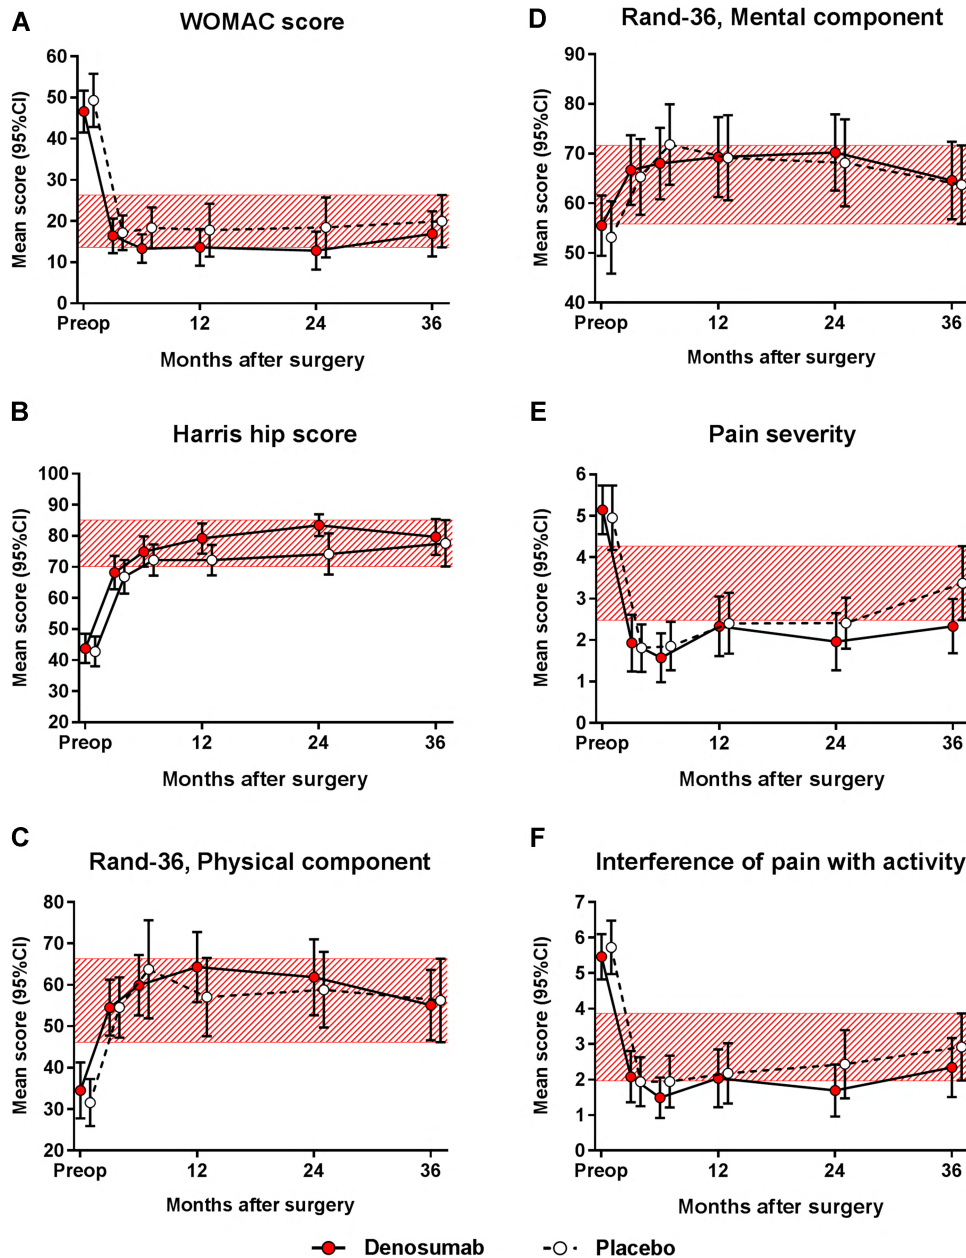 A
WOMAC score
Mean score (95%CI)
60
50
40
30
20
10
0
Preop 12 24 36
Months after surgery
B
Harris hip score
Mean score (95%CI)
100
90
80
70
60
50
40
30
20
Preop 12 24 36
Months after surgery
C
Rand-36, Physical component
Mean score (95%CI)
80
70
60
50
40
30
20
Preop 12 24 36
Months after surgery
D
Rand-36, Mental component
Mean score (95%CI)
90
80
70
60
50
40
Preop 12 24 36
Months after surgery
E
Pain severity
Mean score (95%CI)
6
5
4
3
2
1
0
Preop 12 24 36
Months after surgery
F
Interference of pain with activity
Mean score (95%CI)
7
6
5
4
3
2
1
0
Preop 12 24 36
Months after surgery
Denosumab Placebo